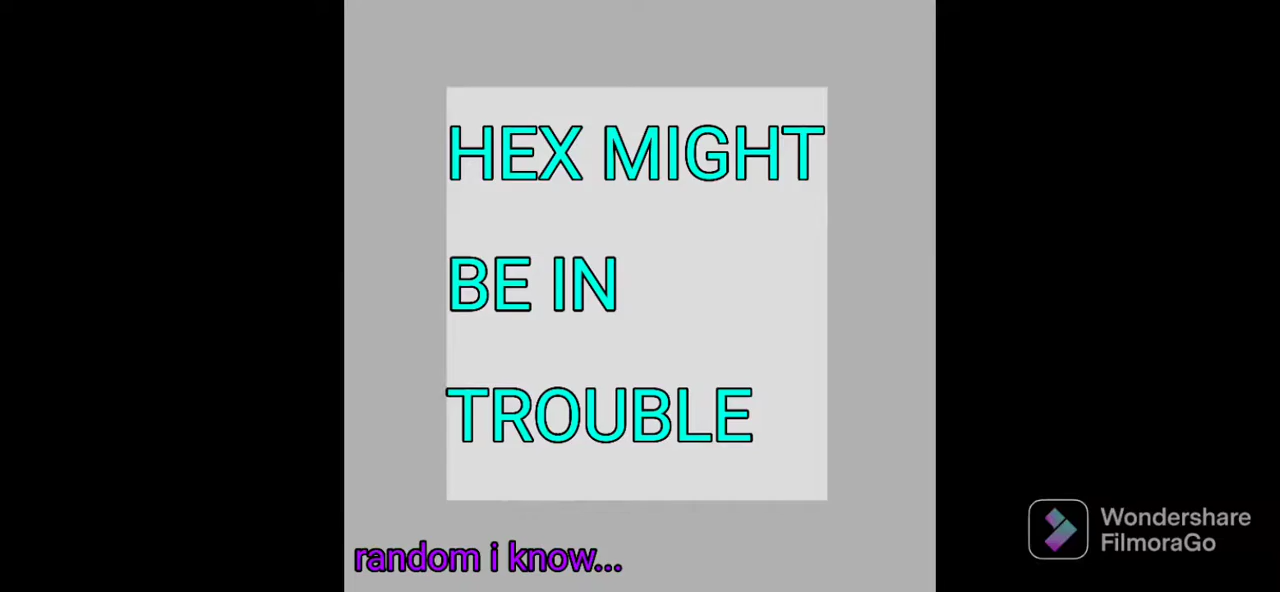 HEX MIGHT
BE IN
TROUBLE
random i know...
Wondershare
FilmoraGo